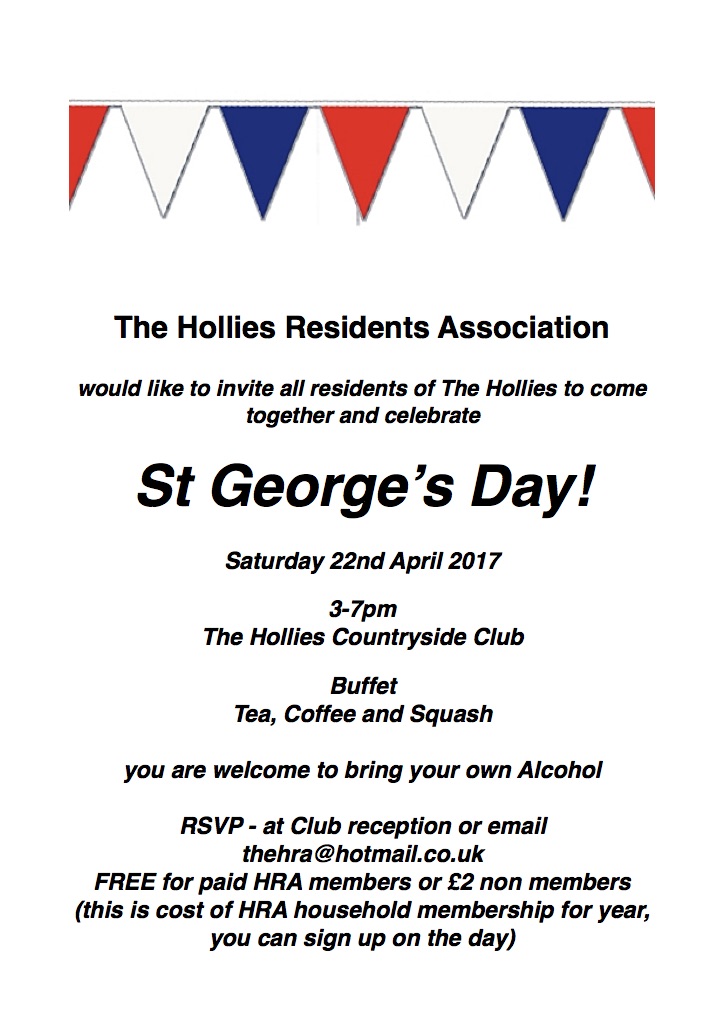 The Hollies Residents Association
would like to invite all residents of The Hollies to come
together and celebrate
St George’s Day!
Saturday 22nd April 2017
3-7pm
The Hollies Countryside Club
Buffet
Tea, Coffee and Squash
you are welcome to bring your own Alcohol
RSVP - at Club reception or email
thehra@hotmail.co.uk
FREE for paid HRA members or £2 non members
(this is cost of HRA household membership for year,
you can sign up on the day)